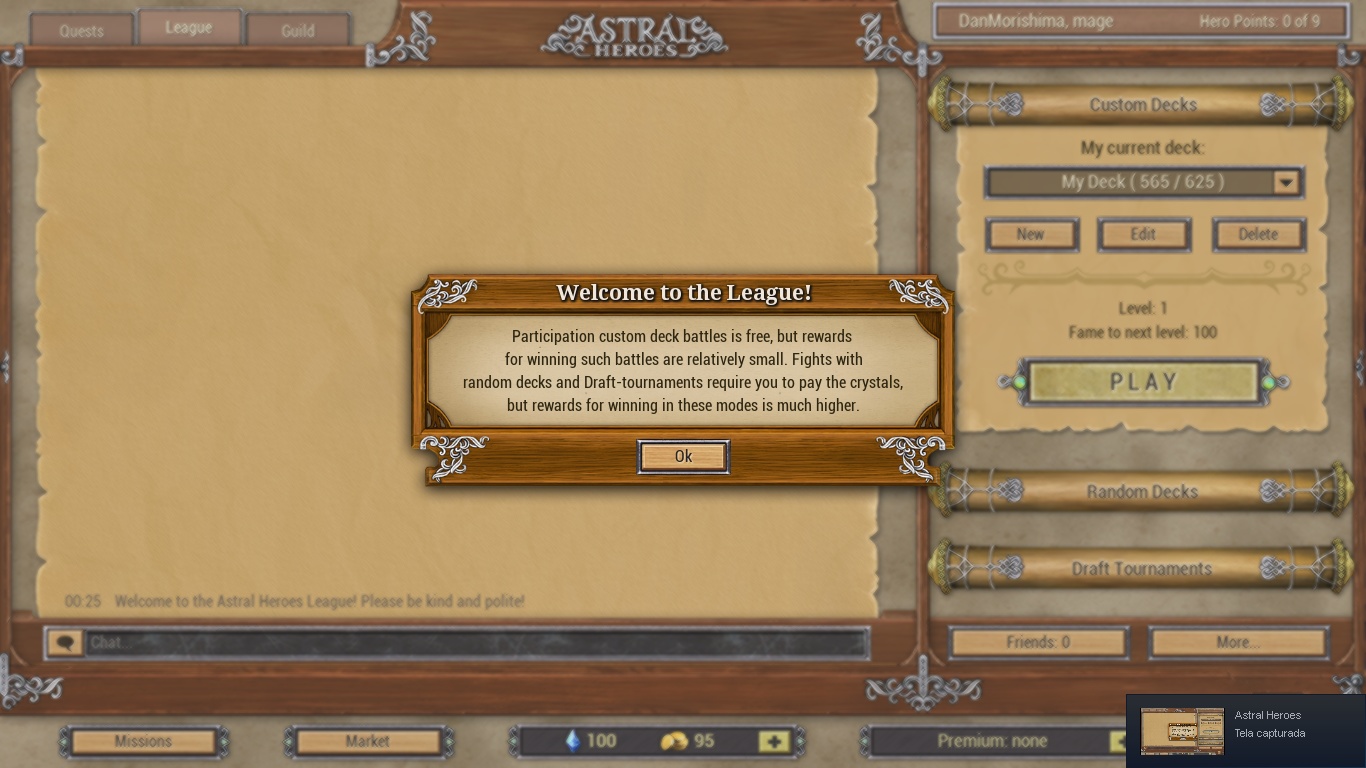 Quests
League
Guild
ASTRAL
HEROES
DanMorishima, mage
Hero Points: 0 of 9
Custom Decks
My current deck:
My Deck ( 565 / 625 )
New
Edit
Delete
Level: 1
Fame to next level: 100
PLAY
Welcome to the League!
Participation custom deck battles is free, but rewards
for winning such battles are relatively small. Fights with
random decks and Draft-tournaments require you to pay the crystals,
but rewards for winning in these modes is much higher.
Ok
Random Decks
Draft Tournaments
00:25 Welcome to the Astral Heroes League! Please be kind and polite!
Chat...
Friends: 0
More...
Missions
Market
100
95
Premium: none
Astral Heroes
Tela capturada